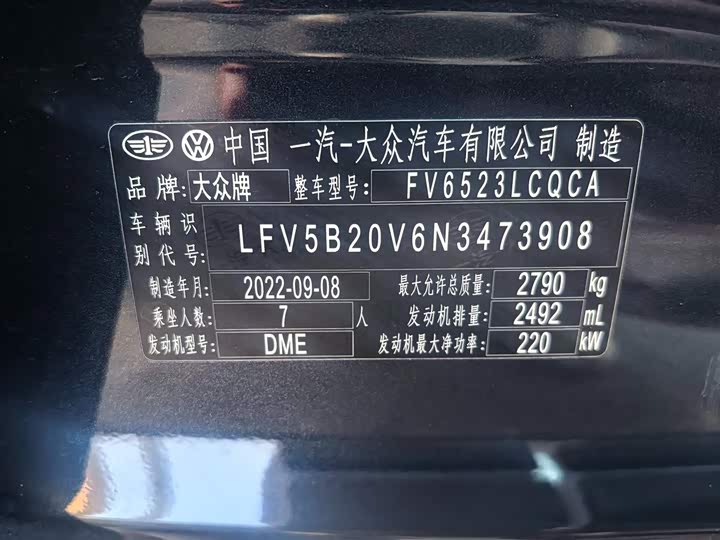 中国 一汽-大众汽车有限公司 制造
品牌: 大众牌 整车型号: FV6523LCQCA
车辆识别代号: LFV5B20V6N3473908
制造年月: 2022-09-08 最大允许总质量: 2790 kg
乘坐人数: 7 人 发动机排量: 2492 mL
发动机型号: DME 发动机最大净功率: 220 kW